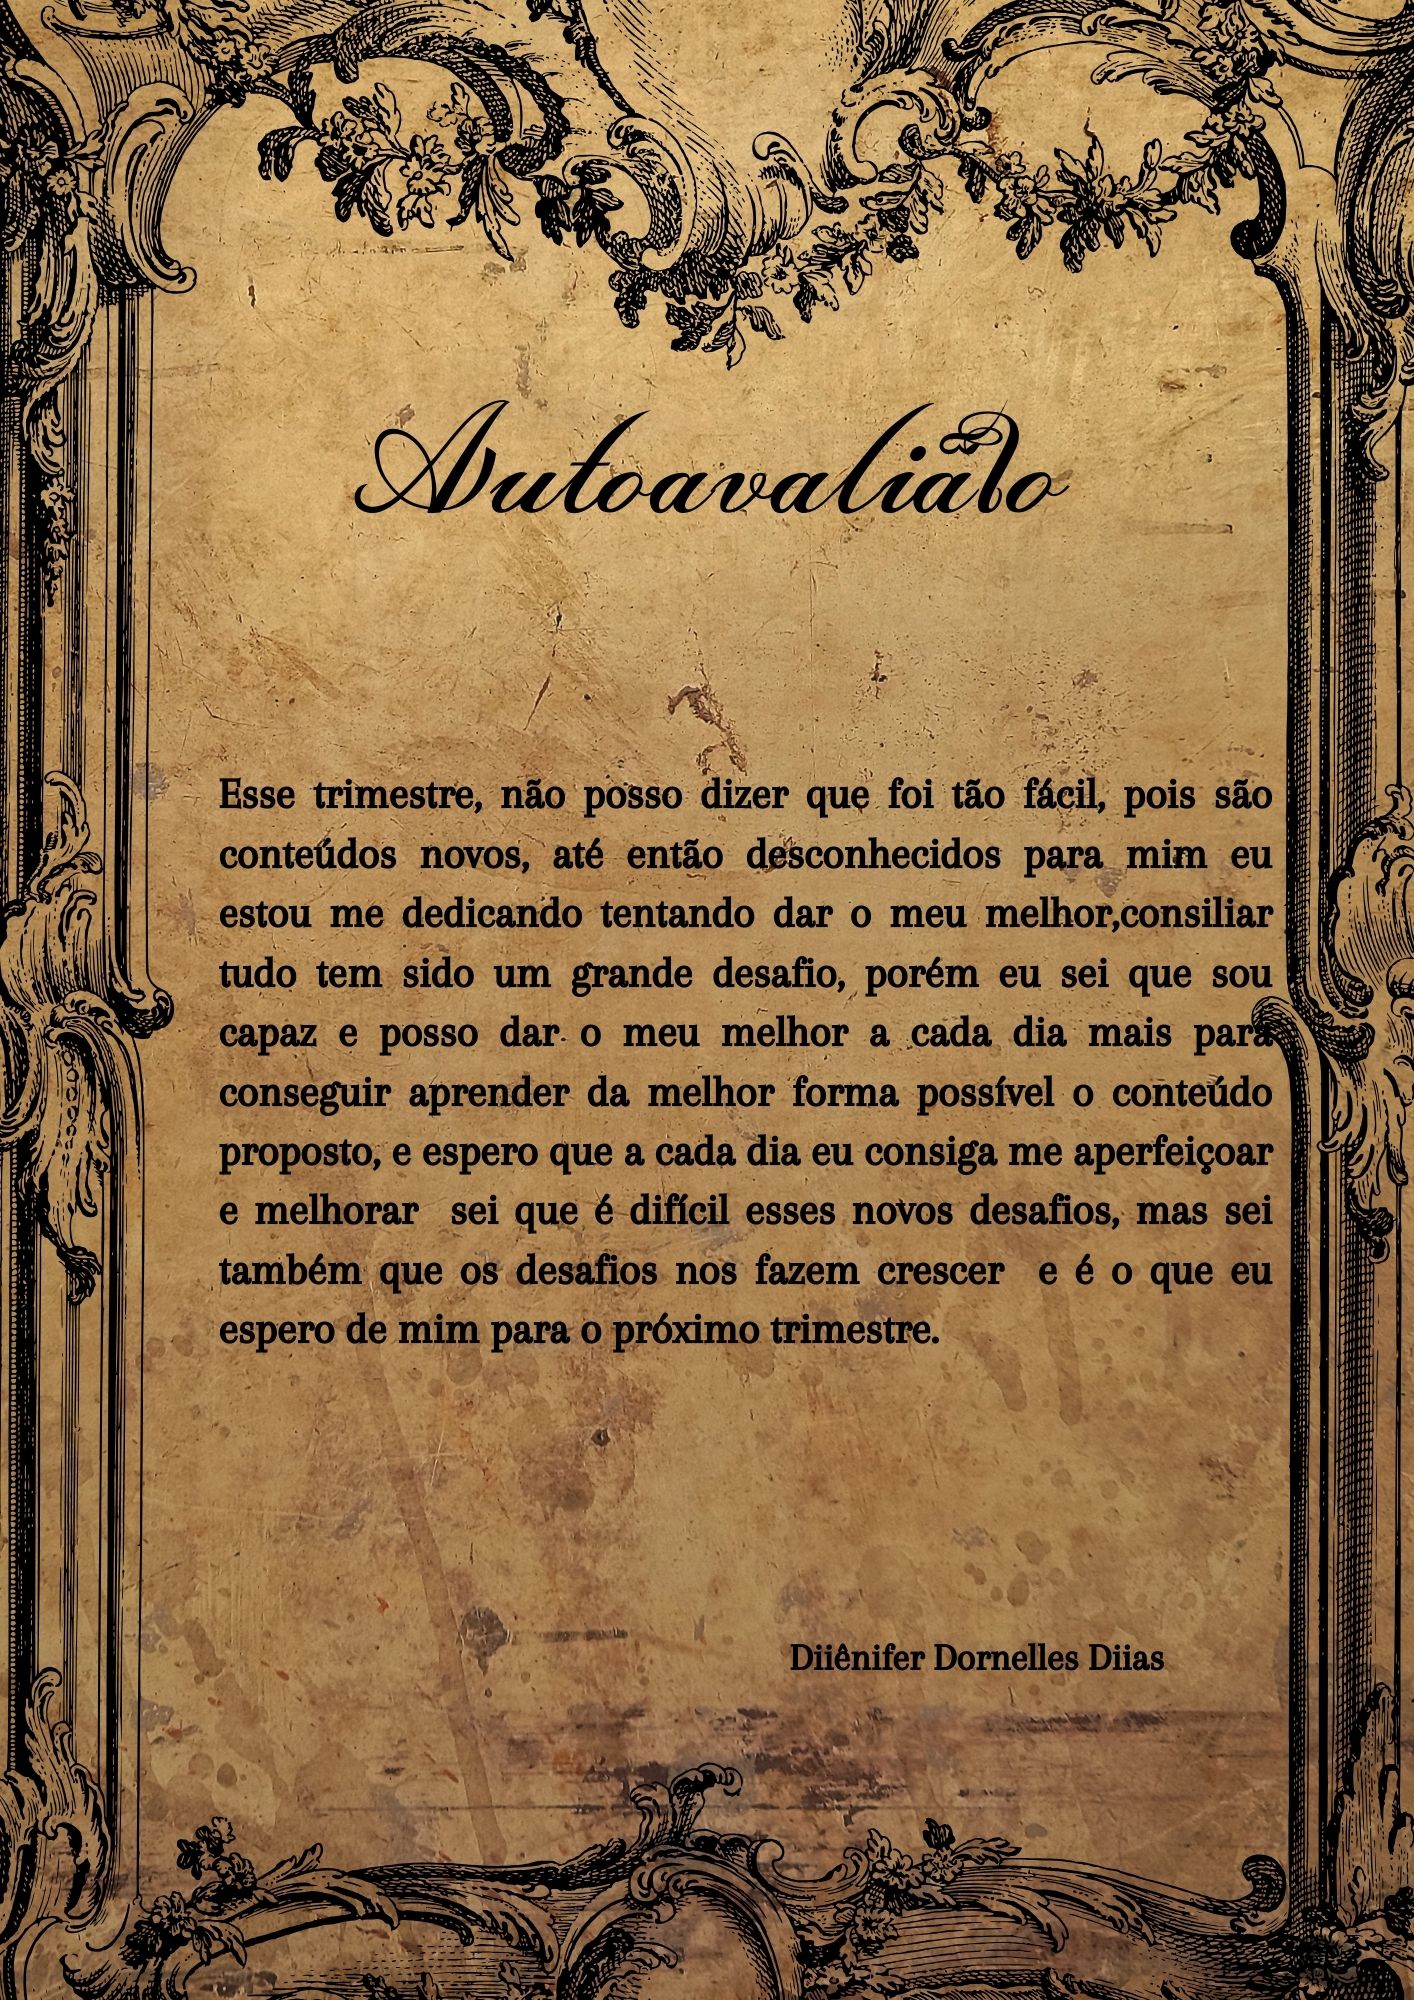 Autoavalião
Esse trimestre, não posso dizer que foi tão fácil, pois são
conteúdos novos, até então desconhecidos para mim eu
estou me dedicando tentando dar o meu melhor,consiliar
tudo tem sido um grande desafio, porém eu sei que sou
capaz e posso dar o meu melhor a cada dia mais para
conseguir aprender da melhor forma possível o conteúdo
proposto, e espero que a cada dia eu consiga me aperfeiçoar
e melhorar  sei que é difícil esses novos desafios, mas sei
também que os desafios nos fazem crescer  e é o que eu
espero de mim para o próximo trimestre.
Diiênifer Dornelles Diias